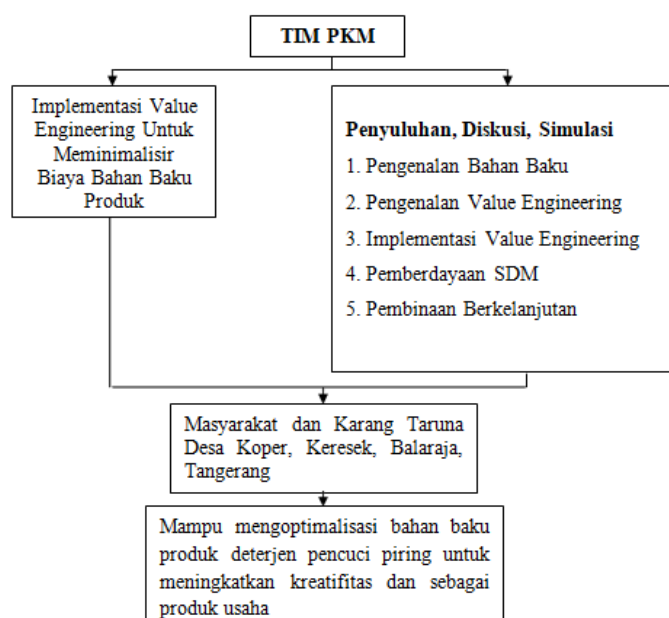 TIM PKM
Implementasi Value
Engineering Untuk
Meminimalisir
Biaya Bahan Baku
Produk
Penyuluhan, Diskusi, Simulasi
1. Pengenalan Bahan Baku
2. Pengenalan Value Engineering
3. Implementasi Value Engineering
4. Pemberdayaan SDM
5. Pembinaan Berkelanjutan
Masyarakat dan Karang Taruna
Desa Koper, Keresek, Balaraja,
Tangerang
Mampu mengoptimalisasi bahan baku
produk deterjen pencuci piring untuk
meningkatkan kreatifitas dan sebagai
produk usaha